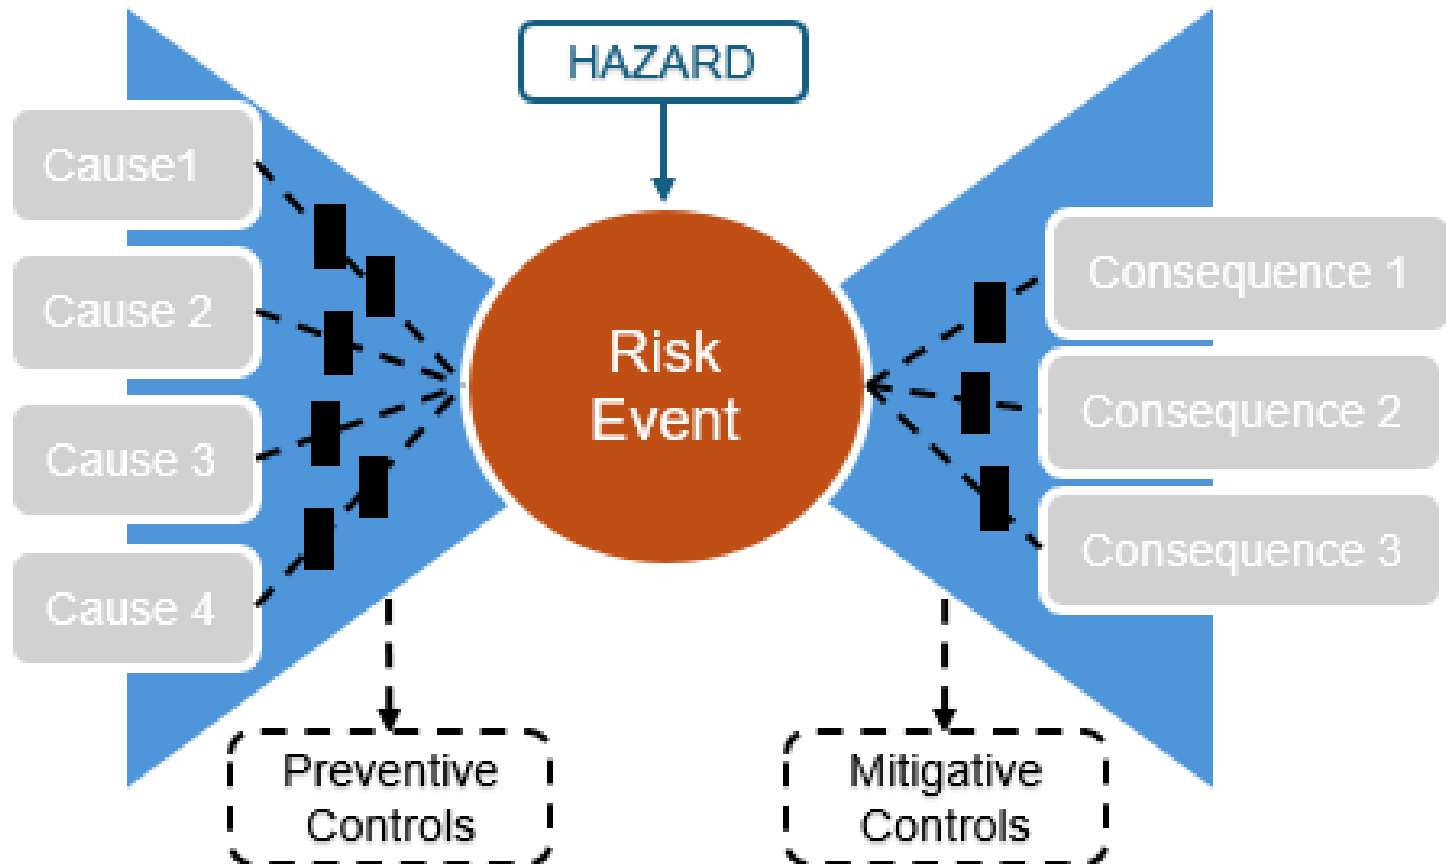 HAZARD
Cause1
Cause 2
Cause 3
Cause 4
Risk
Event
Consequence 1
Consequence 2
Consequence 3
Preventive
Controls
Mitigative
Controls